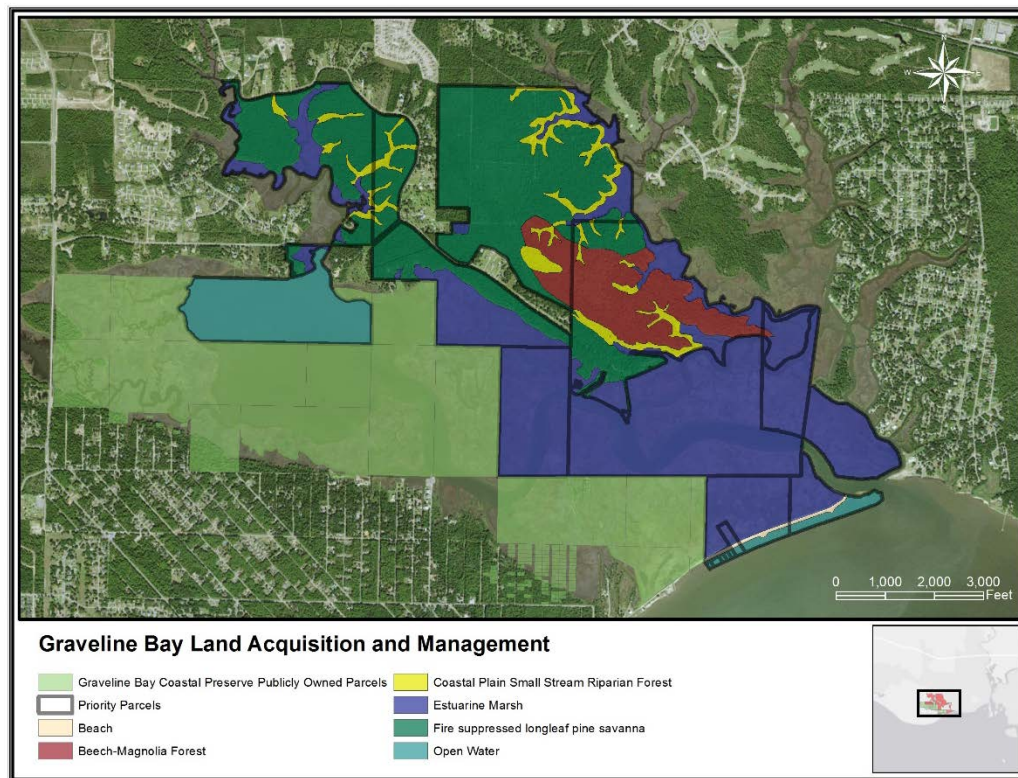 N
W
E
S
0 1,000 2,000 3,000
Feet
Graveline Bay Land Acquisition and Management
Graveline Bay Coastal Preserve Publicly Owned Parcels
Priority Parcels
Beach
Beech-Magnolia Forest
Coastal Plain Small Stream Riparian Forest
Estuarine Marsh
Fire suppressed longleaf pine savanna
Open Water